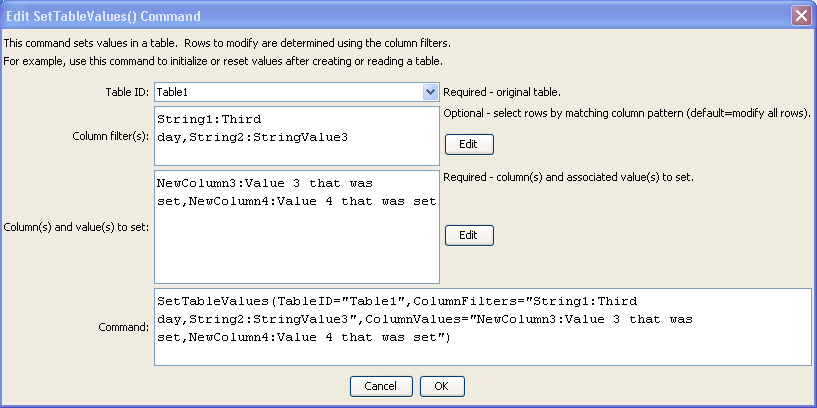 Edit SetTableValues() Command
This command sets values in a table.  Rows to modify are determined using the column filters.
For example, use this command to initialize or reset values after creating or reading a table.
Table ID: Table1 Required - original table.
Column filter(s): String1:Third
day,String2:StringValue3
Optional - select rows by matching column pattern (default=modify all rows).
Edit
Column(s) and value(s) to set: NewColumn3:Value 3 that was
set,NewColumn4:Value 4 that was set
Required - column(s) and associated value(s) to set.
Edit
Command: SetTableValues(TableID="Table1",ColumnFilters="String1:Third
day,String2:StringValue3",ColumnValues="NewColumn3:Value 3 that was
set,NewColumn4:Value 4 that was set")
Cancel OK